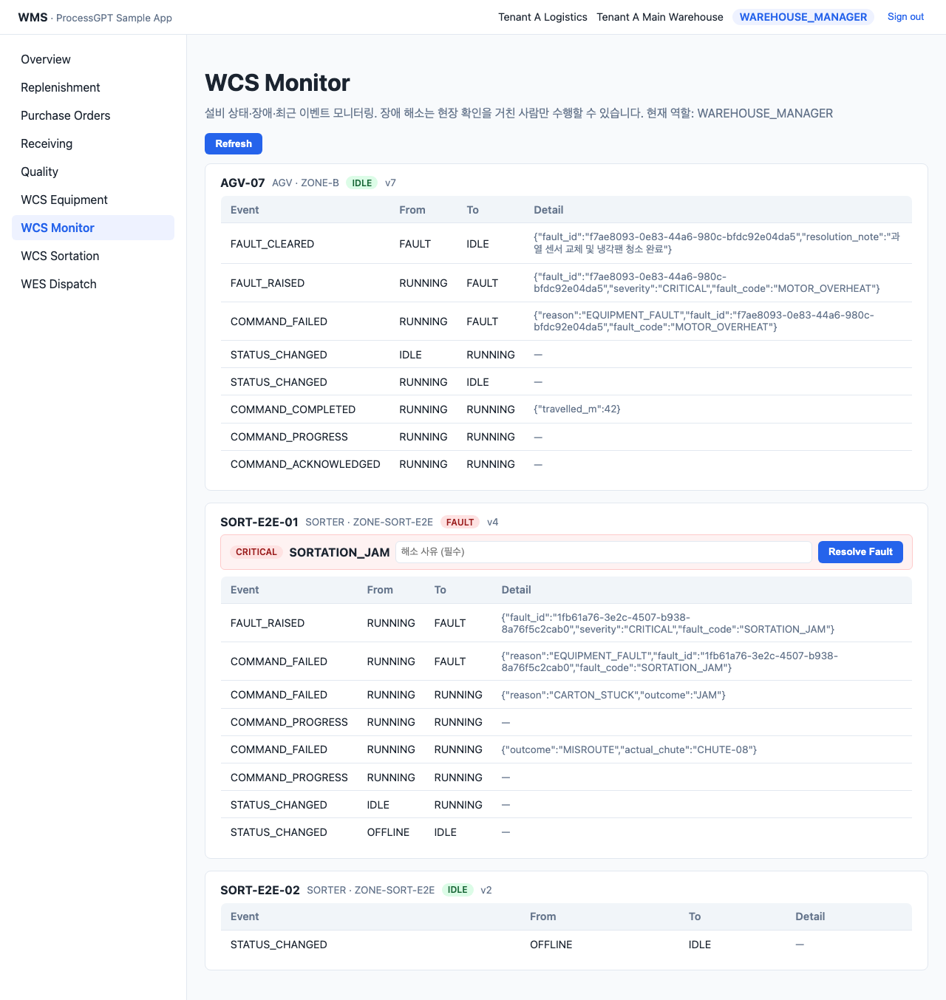 WMS · ProcessGPT Sample App
Tenant A Logistics Tenant A Main Warehouse WAREHOUSE_MANAGER Sign out
Overview
Replenishment
Purchase Orders
Receiving
Quality
WCS Equipment
WCS Monitor
WCS Sortation
WES Dispatch
WCS Monitor
설비 상태·장애·최근 이벤트 모니터링. 장애 해소는 현장 확인을 거친 사람만 수행할 수 있습니다. 현재 역할: WAREHOUSE_MANAGER
Refresh
AGV-07 AGV · ZONE-B IDLE v7
Event From To Detail
FAULT_CLEARED FAULT IDLE {"fault_id":"f7ae8093-0e83-44a6-980c-bfdc92e04da5","resolution_note":"과
열 센서 교체 및 냉각팬 청소 완료"}
FAULT_RAISED RUNNING FAULT {"fault_id":"f7ae8093-0e83-44a6-980c-
bfdc92e04da5","severity":"CRITICAL","fault_code":"MOTOR_OVERHEAT"}
COMMAND_FAILED RUNNING FAULT {"reason":"EQUIPMENT_FAULT","fault_id":"f7ae8093-0e83-44a6-980c-
bfdc92e04da5","fault_code":"MOTOR_OVERHEAT"}
STATUS_CHANGED IDLE RUNNING —
STATUS_CHANGED RUNNING IDLE —
COMMAND_COMPLETED RUNNING RUNNING {"travelled_m":42}
COMMAND_PROGRESS RUNNING RUNNING —
COMMAND_ACKNOWLEDGED RUNNING RUNNING —
SORT-E2E-01 SORTER · ZONE-SORT-E2E FAULT v4
CRITICAL SORTATION_JAM 해소 사유 (필수) Resolve Fault
Event From To Detail
FAULT_RAISED RUNNING FAULT {"fault_id":"1fb61a76-3e2c-4507-b938-
8a76f5c2cab0","severity":"CRITICAL","fault_code":"SORTATION_JAM"}
COMMAND_FAILED RUNNING FAULT {"reason":"EQUIPMENT_FAULT","fault_id":"1fb61a76-3e2c-4507-b938-
8a76f5c2cab0","fault_code":"SORTATION_JAM"}
COMMAND_FAILED RUNNING RUNNING {"reason":"CARTON_STUCK","outcome":"JAM"}
COMMAND_PROGRESS RUNNING RUNNING —
COMMAND_FAILED RUNNING RUNNING {"outcome":"MISROUTE","actual_chute":"CHUTE-08"}
COMMAND_PROGRESS RUNNING RUNNING —
STATUS_CHANGED IDLE RUNNING —
STATUS_CHANGED OFFLINE IDLE —
SORT-E2E-02 SORTER · ZONE-SORT-E2E IDLE v2
Event From To Detail
STATUS_CHANGED OFFLINE IDLE —